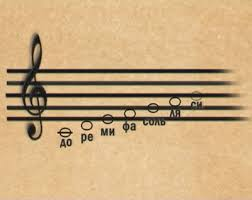 до ре ми фа соль ля си